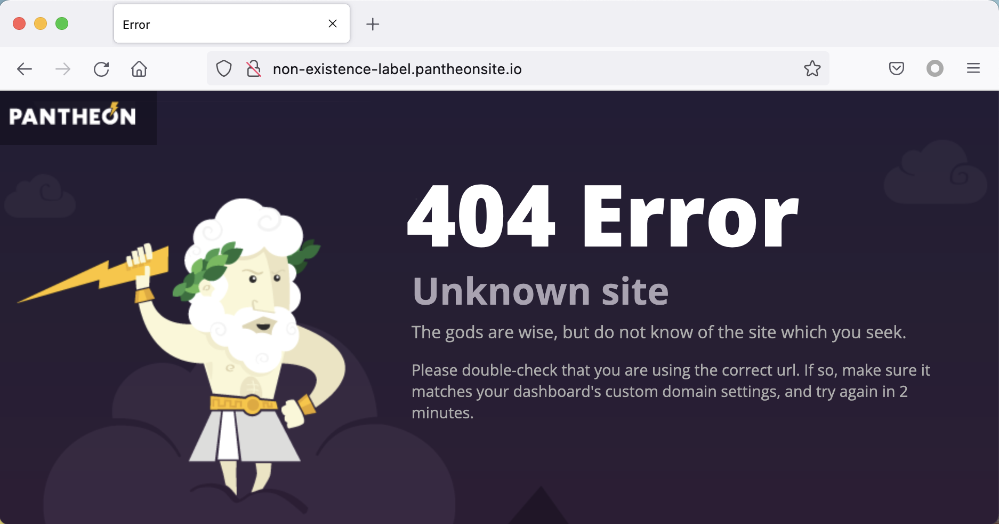 Error
non-existence-label.pantheonsite.io
PANTHEON
404 Error
Unknown site
The gods are wise, but do not know of the site which you seek.
Please double-check that you are using the correct url. If so, make sure it
matches your dashboard's custom domain settings, and try again in 2
minutes.